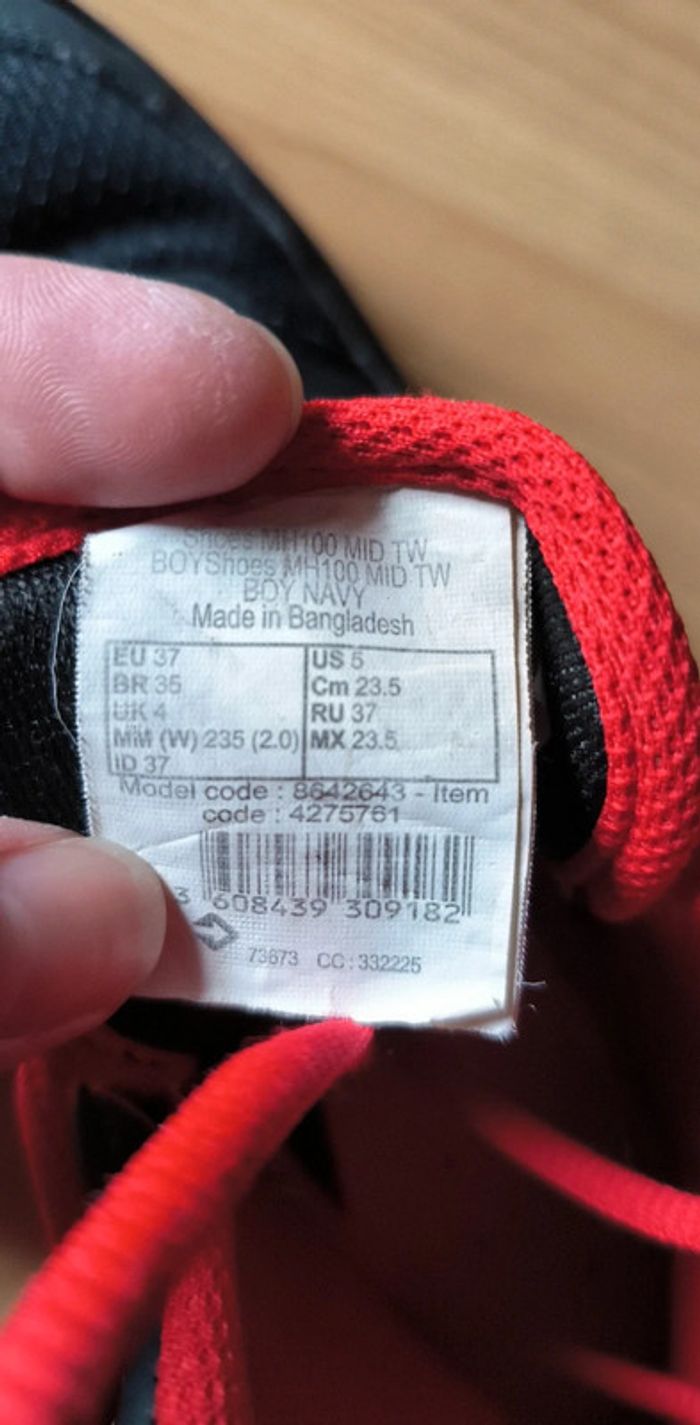 Shoes MH100 MID TW
BOYShoes MH100 MID TW
BOY NAVY
Made in Bangladesh
EU 37 US 5
BR 35 Cm 23.5
UK 4 RU 37
MM (W) 235 (2.0) MX 23.5
ID 37
Model code : 8642643 - Item
code : 4275761
3 608439 309182
73673 CC : 332225